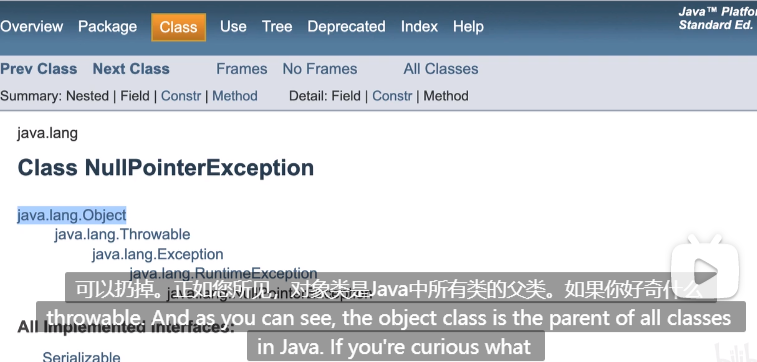 Java™ Platfo
Standard Ed.
Overview Package Class Use Tree Deprecated Index Help
Prev Class Next Class Frames No Frames All Classes
Summary: Nested | Field | Constr | Method Detail: Field | Constr | Method
java.lang
Class NullPointerException
java.lang.Object
java.lang.Throwable
java.lang.Exception
java.lang.RuntimeException
java.lang.NullPointerException
可以扔掉。正如您所见，对象类是Java中所有类的父类。如果你好奇什么
throwable. And as you can see, the object class is the parent of all classes
in Java. If you're curious what
All Implemented Interfaces:
Serializable